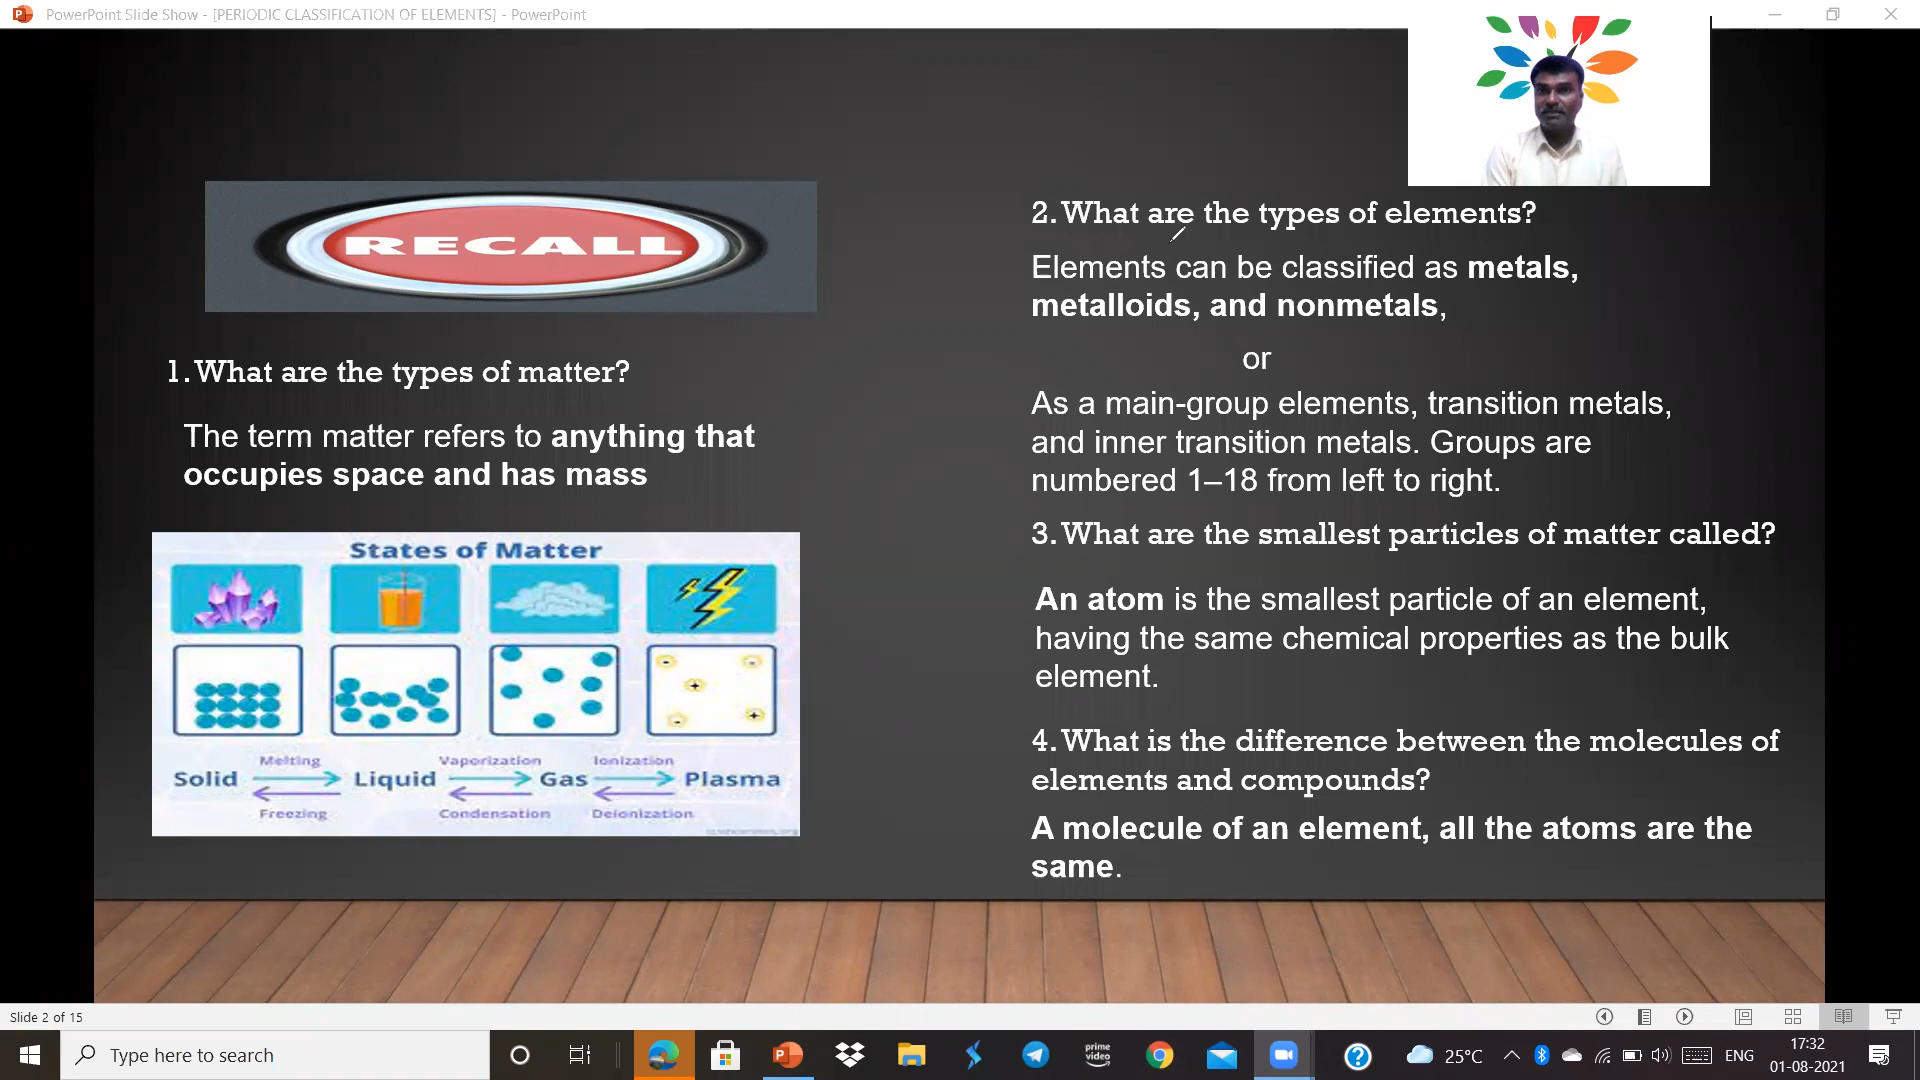 PowerPoint Slide Show - [PERIODIC CLASSIFICATION OF ELEMENTS] - PowerPoint
RECALL
1. What are the types of matter?
The term matter refers to anything that
occupies space and has mass
States of Matter
Melting
Vaporization
Ionization
Solid
Liquid
Gas
Plasma
Freezing
Condensation
Deionization
2. What are the types of elements?
Elements can be classified as metals,
metalloids, and nonmetals,
or
As a main-group elements, transition metals,
and inner transition metals. Groups are
numbered 1–18 from left to right.
3. What are the smallest particles of matter called?
An atom is the smallest particle of an element,
having the same chemical properties as the bulk
element.
4. What is the difference between the molecules of
elements and compounds?
A molecule of an element, all the atoms are the
same.
Slide 2 of 15
Type here to search
prime
video
25°C
ENG
17:32
01-08-2021